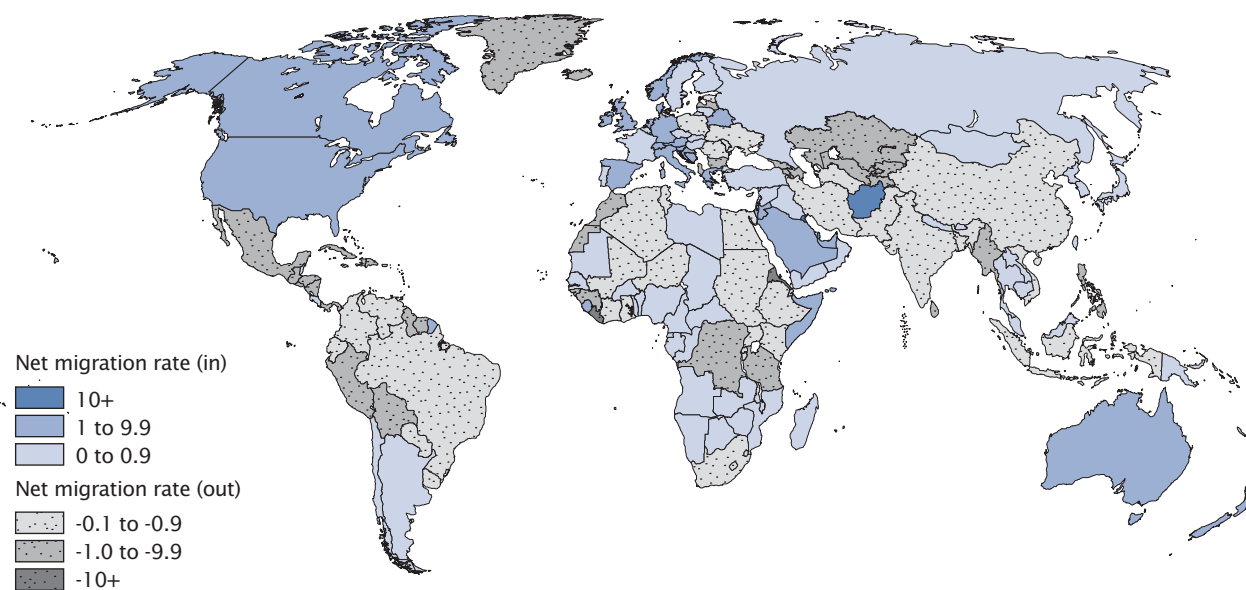 Net migration rate (in)
10+
1 to 9.9
0 to 0.9
Net migration rate (out)
-0.1 to -0.9
-1.0 to -9.9
-10+